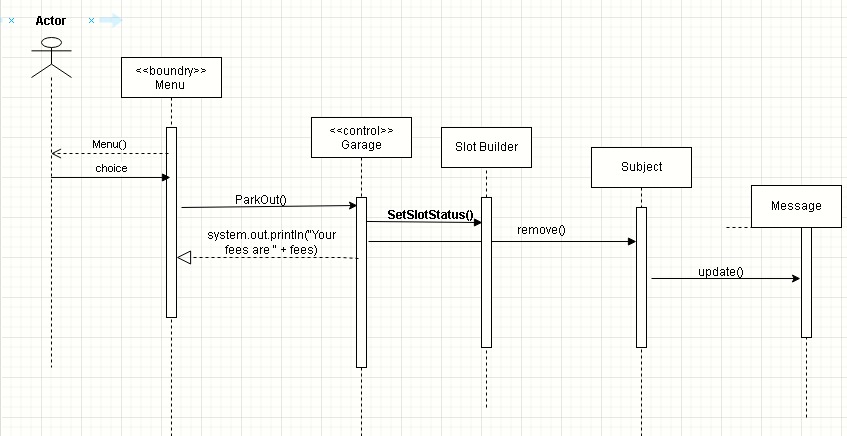 Actor
<<boundry>>
Menu
<<control>>
Garage
Slot Builder
Subject
Message
Menu()
choice
ParkOut()
SetSlotStatus()
system.out.println("Your
fees are " + fees)
remove()
update()